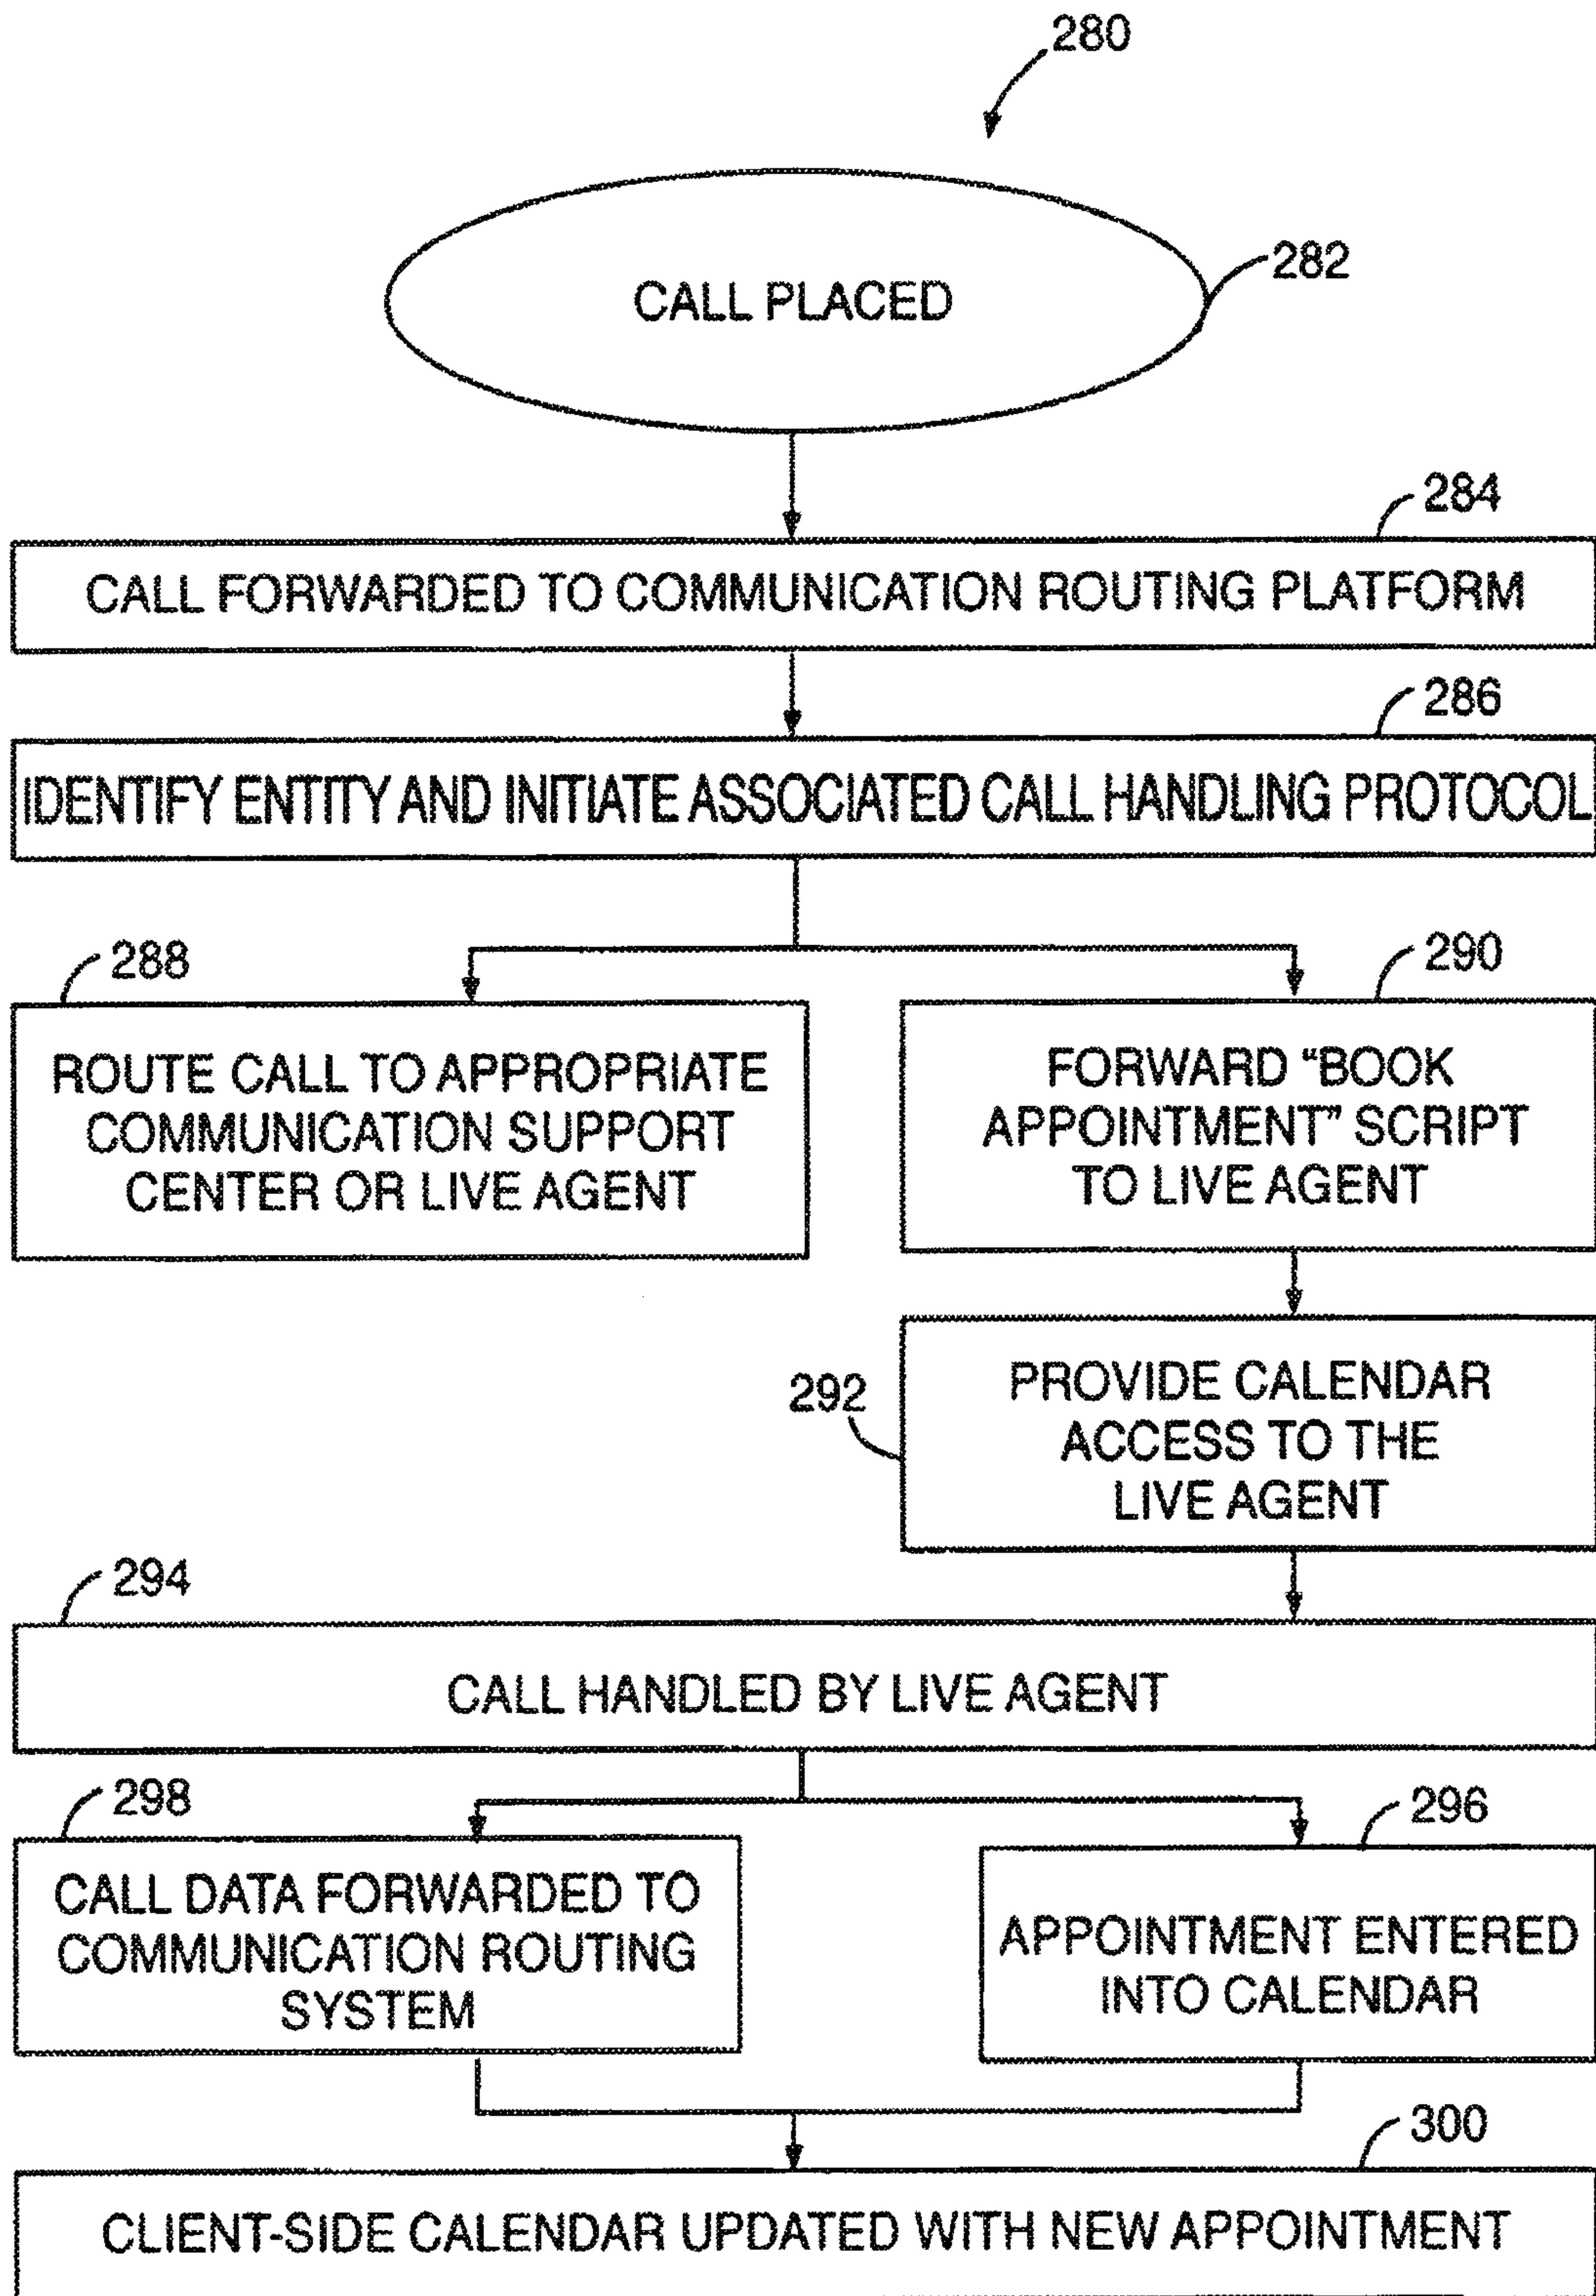 280
CALL PLACED
282
284
CALL FORWARDED TO COMMUNICATION ROUTING PLATFORM
286
IDENTIFY ENTITY AND INITIATE ASSOCIATED CALL HANDLING PROTOCOL
288
ROUTE CALL TO APPROPRIATE
COMMUNICATION SUPPORT
CENTER OR LIVE AGENT
290
FORWARD “BOOK
APPOINTMENT” SCRIPT
TO LIVE AGENT
292
PROVIDE CALENDAR
ACCESS TO THE
LIVE AGENT
294
CALL HANDLED BY LIVE AGENT
298
CALL DATA FORWARDED TO
COMMUNICATION ROUTING
SYSTEM
296
APPOINTMENT ENTERED
INTO CALENDAR
300
CLIENT-SIDE CALENDAR UPDATED WITH NEW APPOINTMENT